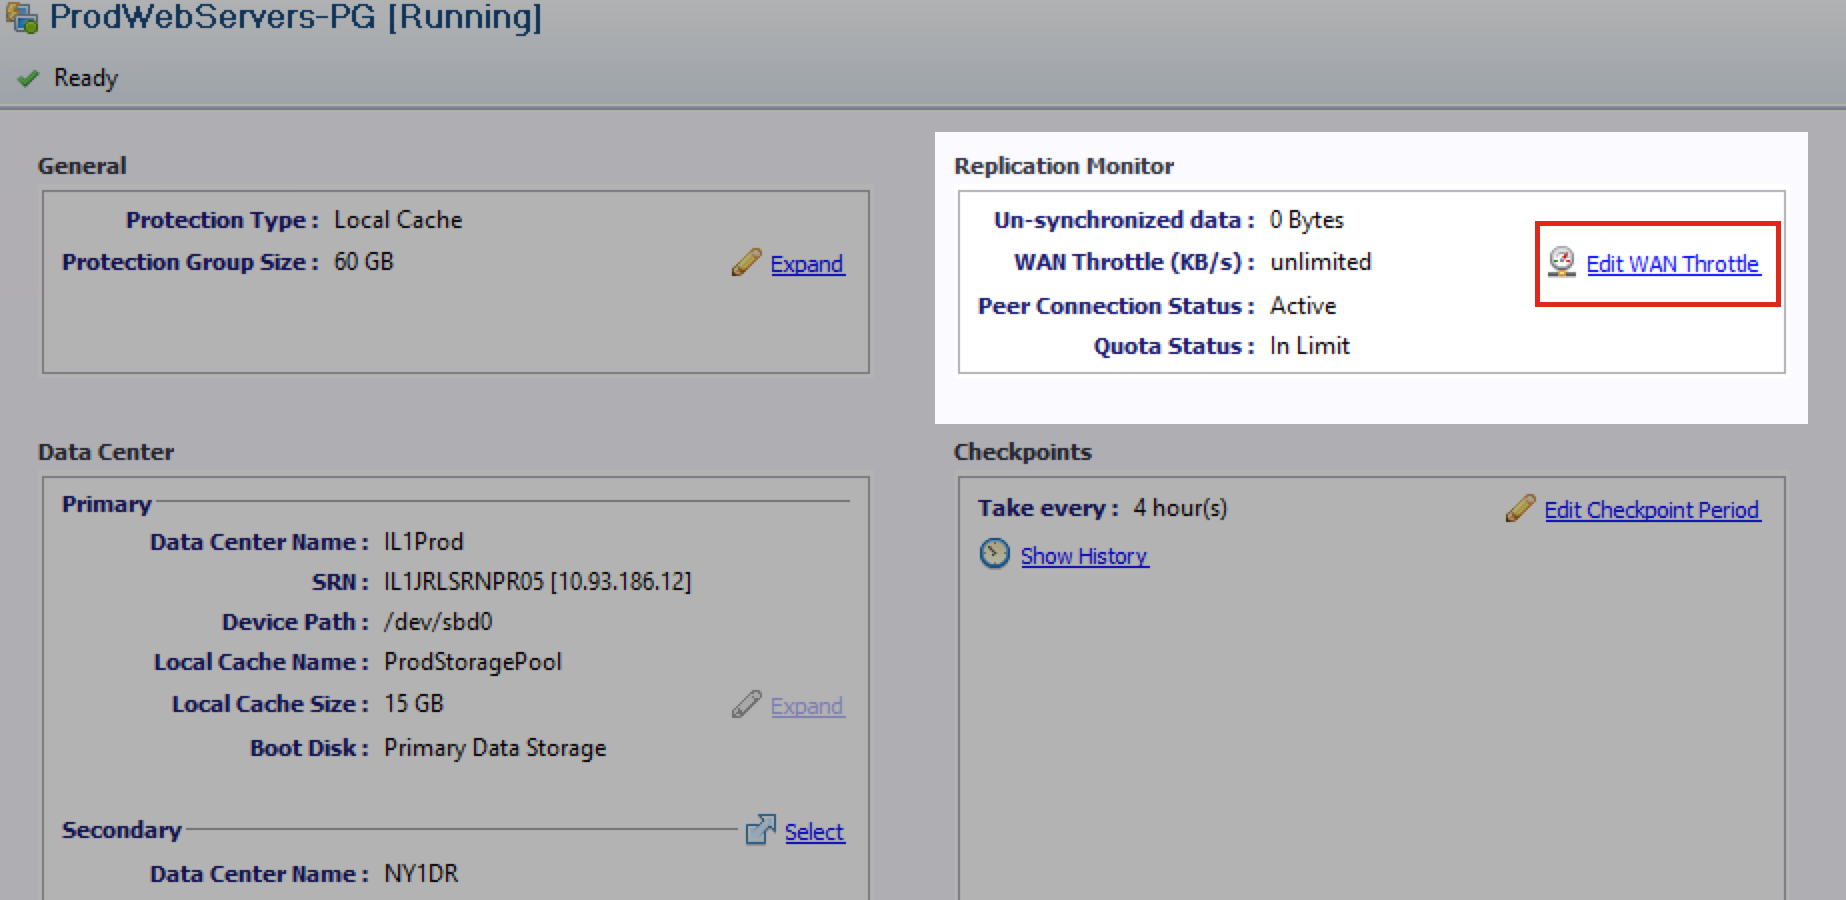 ProdWebServers-PG [Running]
Ready
General
Protection Type : Local Cache
Protection Group Size : 60 GB
Expand
Replication Monitor
Un-synchronized data : 0 Bytes
WAN Throttle (KB/s) : unlimited
Edit WAN Throttle
Peer Connection Status : Active
Quota Status : In Limit
Data Center
Primary
Data Center Name : IL1Prod
SRN : IL1JRLSRNPR05 [10.93.186.12]
Device Path : /dev/sbd0
Local Cache Name : ProdStoragePool
Local Cache Size : 15 GB
Expand
Boot Disk : Primary Data Storage
Secondary
Select
Data Center Name : NY1DR
Checkpoints
Take every : 4 hour(s)
Edit Checkpoint Period
Show History